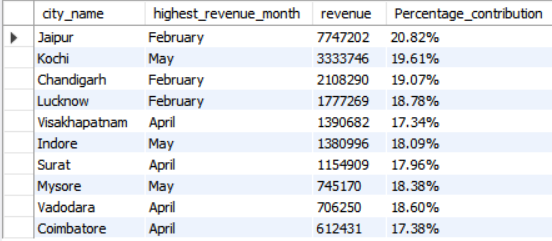 city_name highest_revenue_month revenue Percentage_contribution
Jaipur February 7747202 20.82%
Kochi May 3333746 19.61%
Chandigarh February 2108290 19.07%
Lucknow February 1777269 18.78%
Visakhapatnam April 1390682 17.34%
Indore May 1380996 18.09%
Surat April 1154909 17.96%
Mysore May 745170 18.38%
Vadodara April 706250 18.60%
Coimbatore April 612431 17.38%